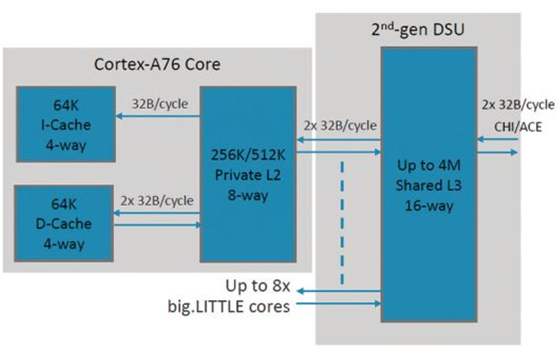 2nd-gen DSU
Cortex-A76 Core
64K
I-Cache
4-way
32B/cycle
256K/512K
Private L2
8-way
64K
D-Cache
4-way
2x 32B/cycle
2x 32B/cycle
Up to 4M
Shared L3
16-way
2x 32B/cycle
CHI/ACE
Up to 8x
big.LITTLE cores